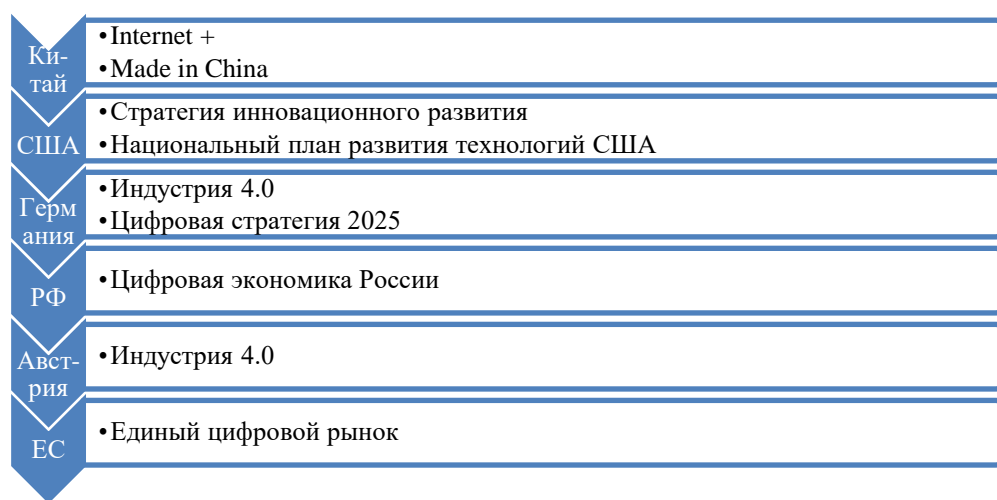 Ки-
тай
•Internet +
•Made in China
США
•Стратегия инновационного развития
•Национальный план развития технологий США
Герм
ания
•Индустрия 4.0
•Цифровая стратегия 2025
РФ
•Цифровая экономика России
Авст-
рия
•Индустрия 4.0
ЕС
•Единый цифровой рынок